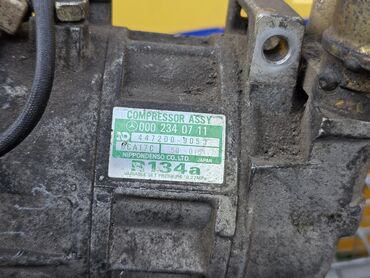 COMPRESSOR ASSY
000 234 07 11
447200-9053
NIPPONDENSO CO., LTD. JAPAN
R134a